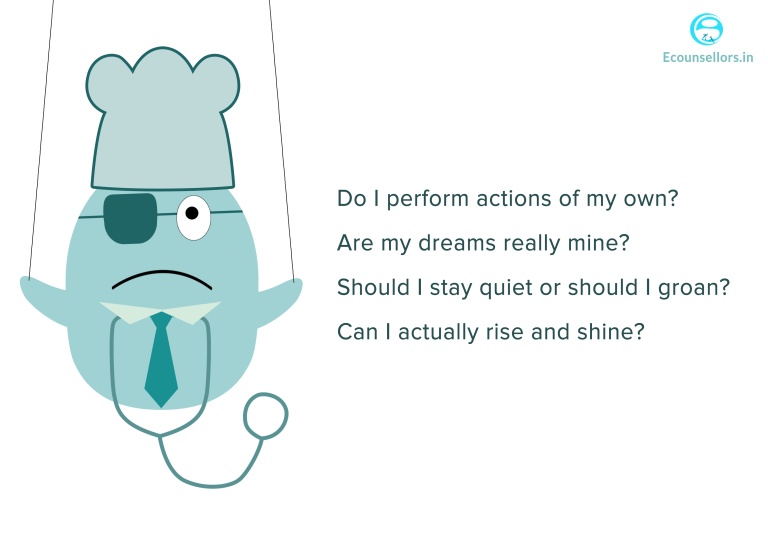 Ecounsellors.in
Do I perform actions of my own?
Are my dreams really mine?
Should I stay quiet or should I groan?
Can I actually rise and shine?